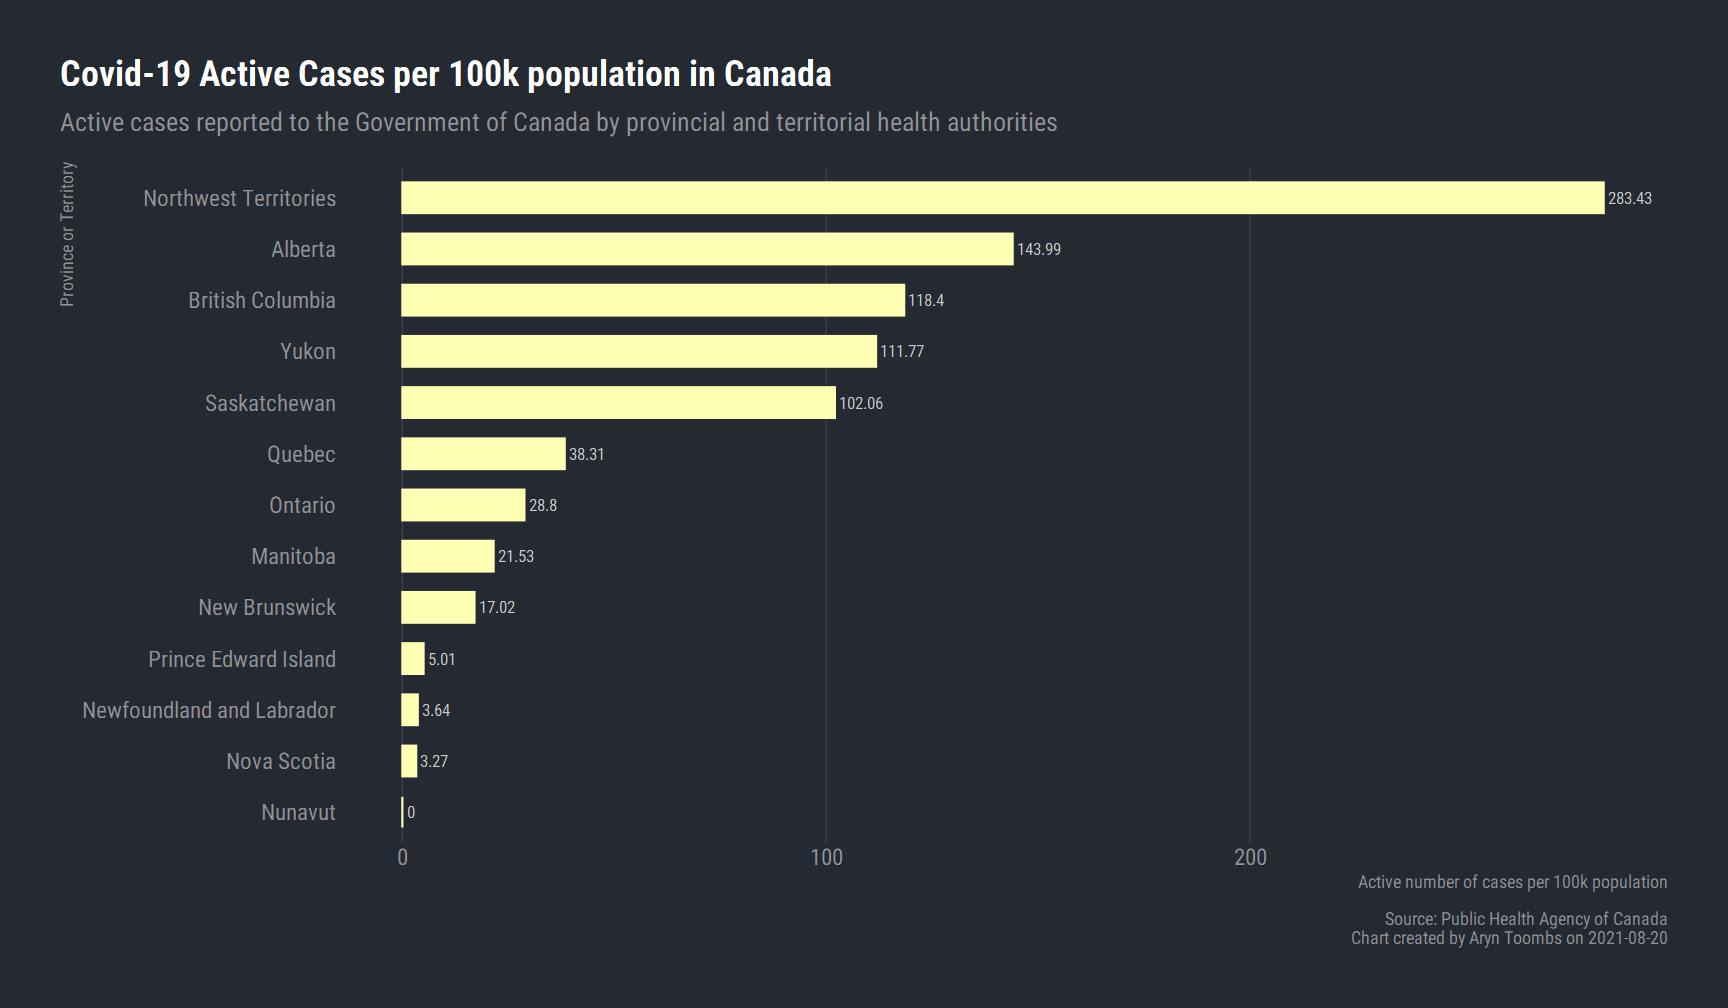 Covid-19 Active Cases per 100k population in Canada
Active cases reported to the Government of Canada by provincial and territorial health authorities
Province or Territory
Northwest Territories 283.43
Alberta 143.99
British Columbia 118.4
Yukon 111.77
Saskatchewan 102.06
Quebec 38.31
Ontario 28.8
Manitoba 21.53
New Brunswick 17.02
Prince Edward Island 5.01
Newfoundland and Labrador 3.64
Nova Scotia 3.27
Nunavut 0
0 100 200
Active number of cases per 100k population
Source: Public Health Agency of Canada
Chart created by Aryn Toombs on 2021-08-20